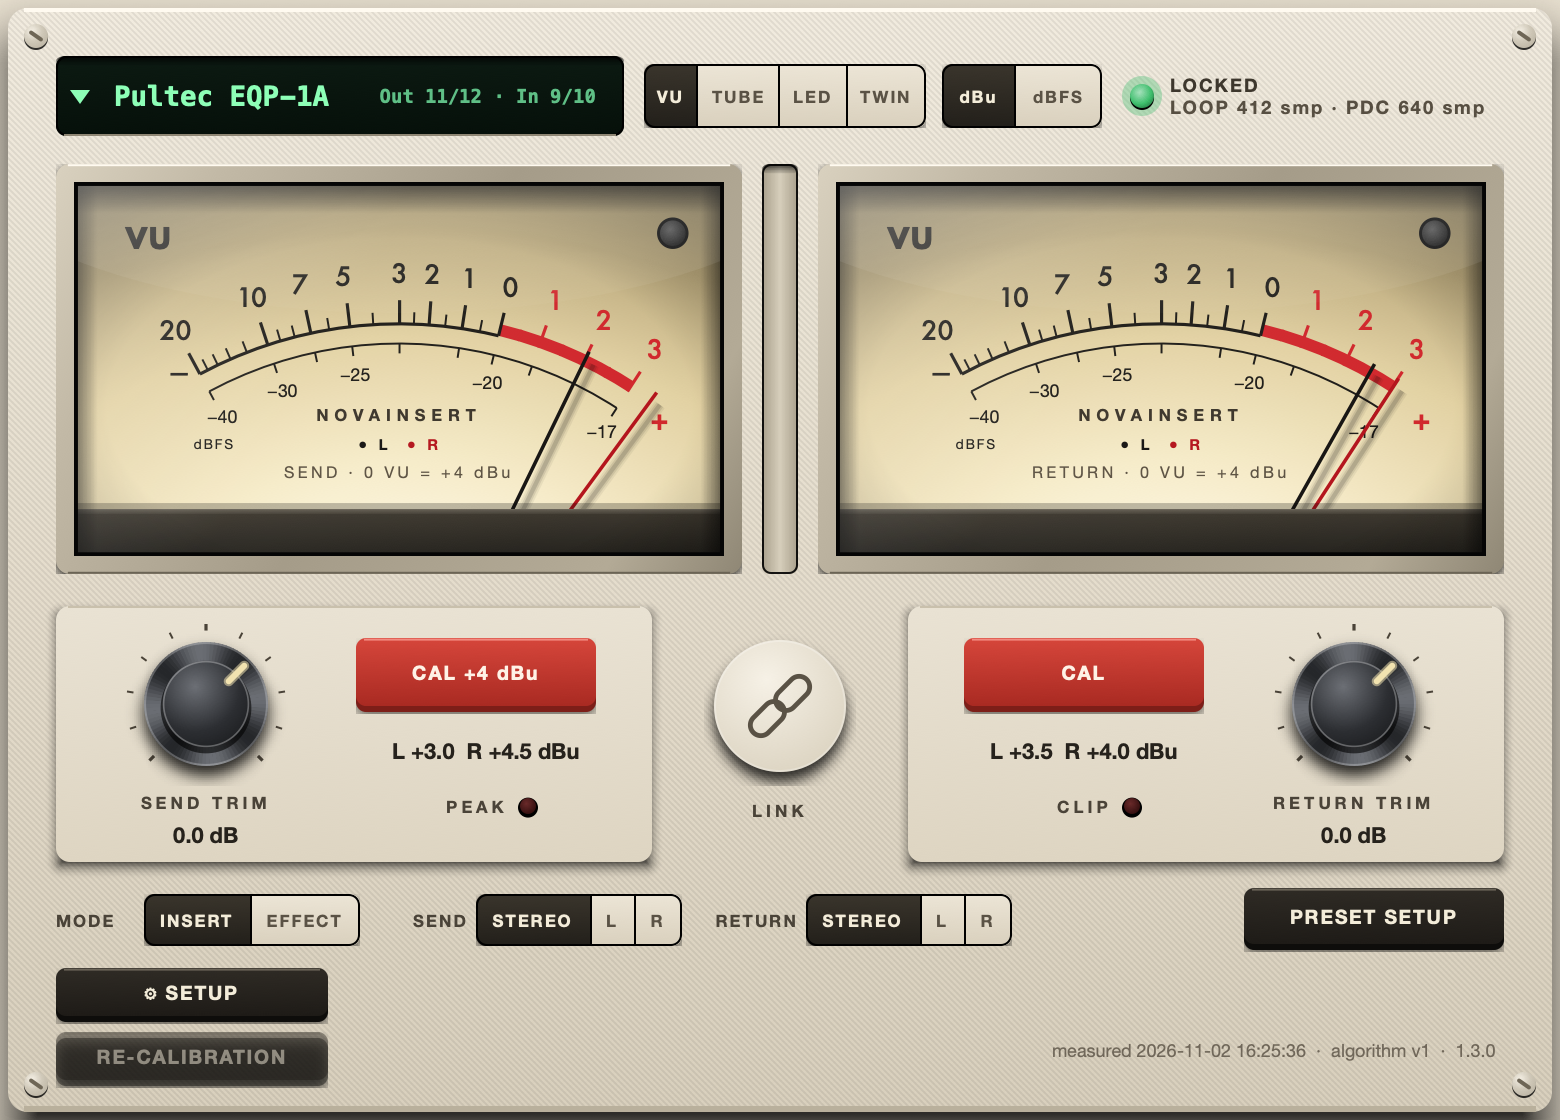 ▼ Pultec EQP-1A Out 11/12 · In 9/10
VU TUBE LED TWIN
dBu dBFS
LOCKED
LOOP 412 smp · PDC 640 smp
VU
20 10 7 5 3 2 1 0 1 2 3
− +
−40 −30 −25 −20 −17
dBFS
NOVAINSERT
• L • R
SEND · 0 VU = +4 dBu
VU
20 10 7 5 3 2 1 0 1 2 3
− +
−40 −30 −25 −20 −17
dBFS
NOVAINSERT
• L • R
RETURN · 0 VU = +4 dBu
SEND TRIM
0.0 dB
CAL +4 dBu
L +3.0 R +4.5 dBu
PEAK
LINK
CAL
L +3.5 R +4.0 dBu
CLIP
RETURN TRIM
0.0 dB
MODE INSERT EFFECT
SEND STEREO L R
RETURN STEREO L R
PRESET SETUP
⚙ SETUP
RE-CALIBRATION
measured 2026-11-02 16:25:36 · algorithm v1 · 1.3.0